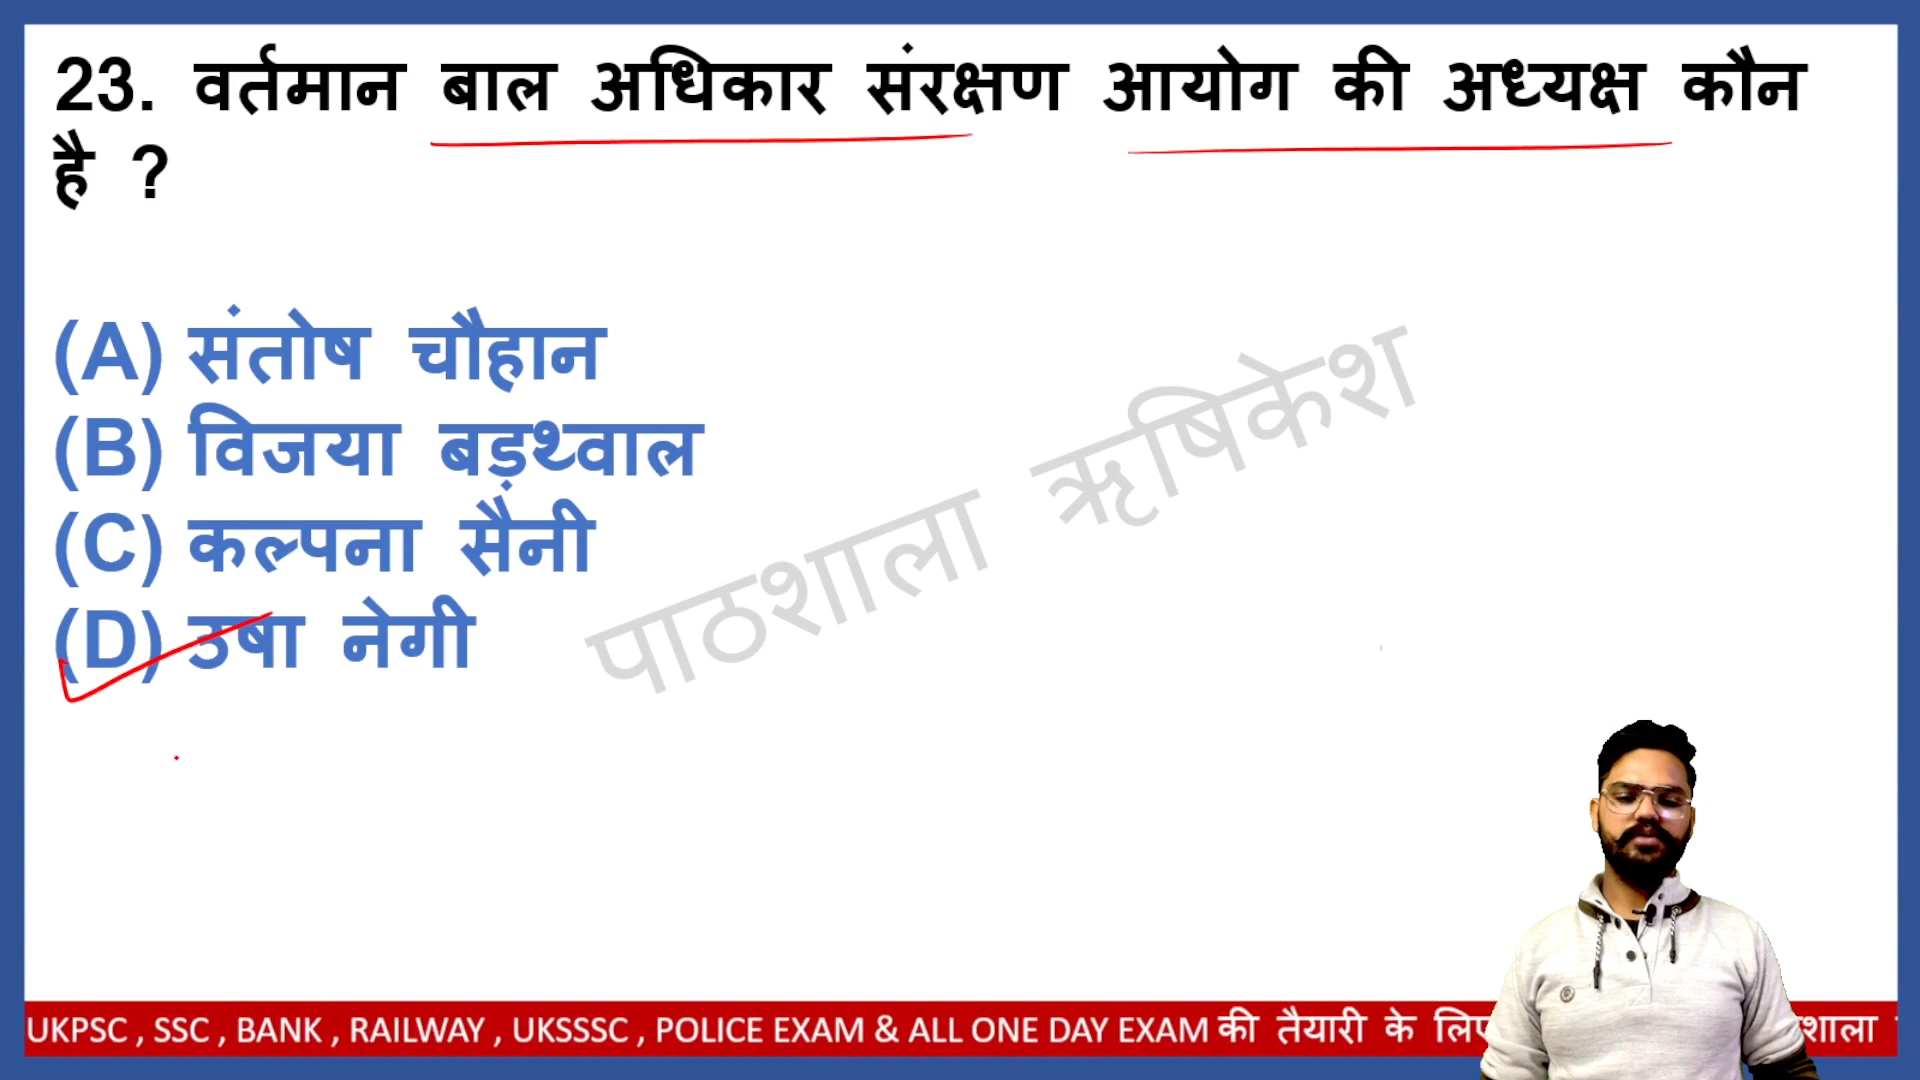 23. वर्तमान बाल अधिकार संरक्षण आयोग की अध्यक्ष कौन
है ?
(A) संतोष चौहान
(B) विजया बड़थ्वाल
(C) कल्पना सैनी
(D) उषा नेगी
पाठशाला ऋषिकेश
UKPSC , SSC , BANK , RAILWAY , UKSSSC , POLICE EXAM & ALL ONE DAY EXAM की तैयारी के